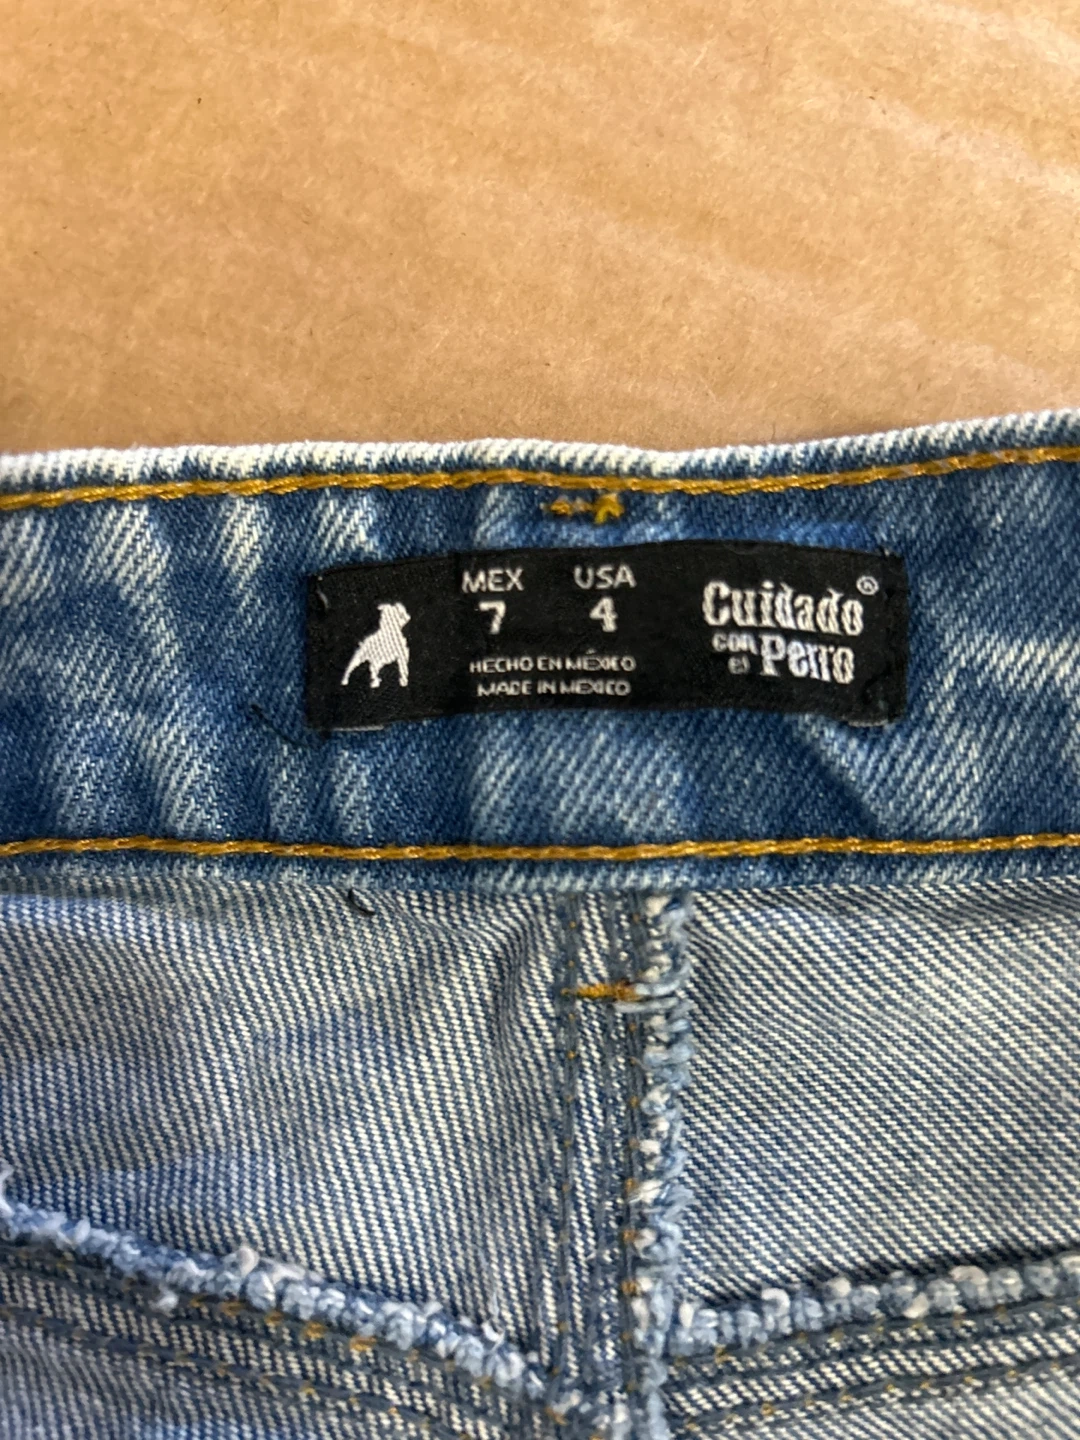 MEX USA
7 4
HECHO EN MÉXICO
MADE IN MEXICO
Cuidado®
con
el Perro